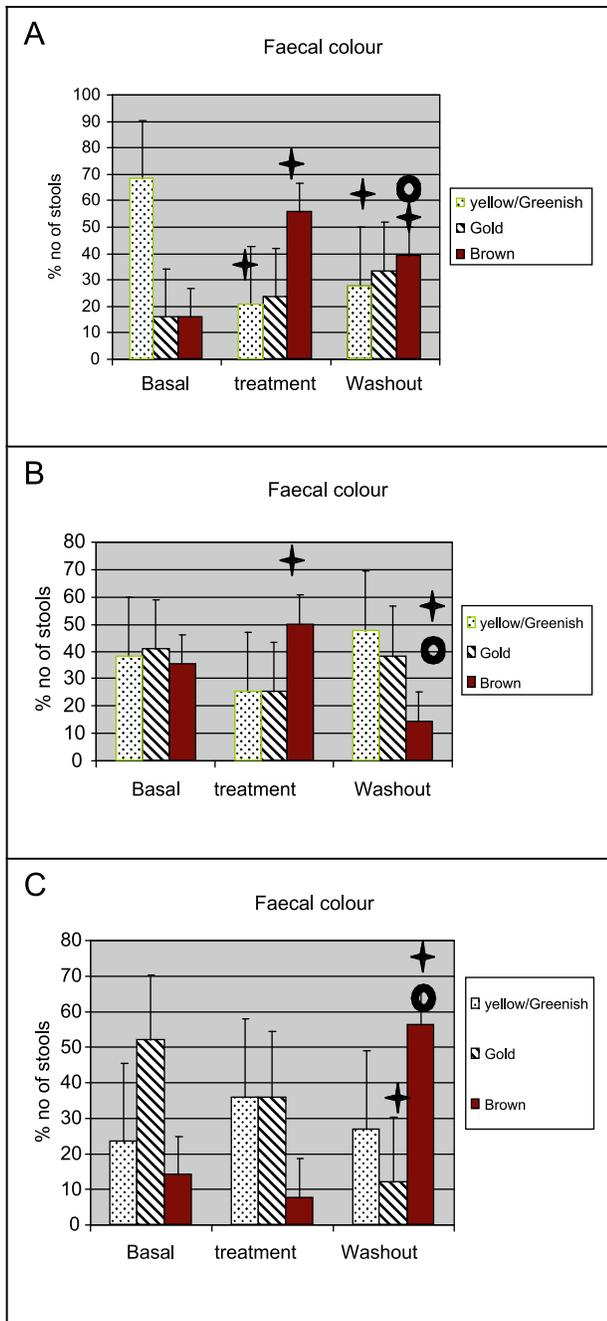 A
Faecal colour
% no of stools
100
90
80
70
60
50
40
30
20
10
0
Basal treatment Washout
yellow/Greenish
Gold
Brown
B
Faecal colour
% no of stools
80
70
60
50
40
30
20
10
0
Basal treatment Washout
yellow/Greenish
Gold
Brown
C
Faecal colour
% no of stools
80
70
60
50
40
30
20
10
0
Basal treatment Washout
yellow/Greenish
Gold
Brown